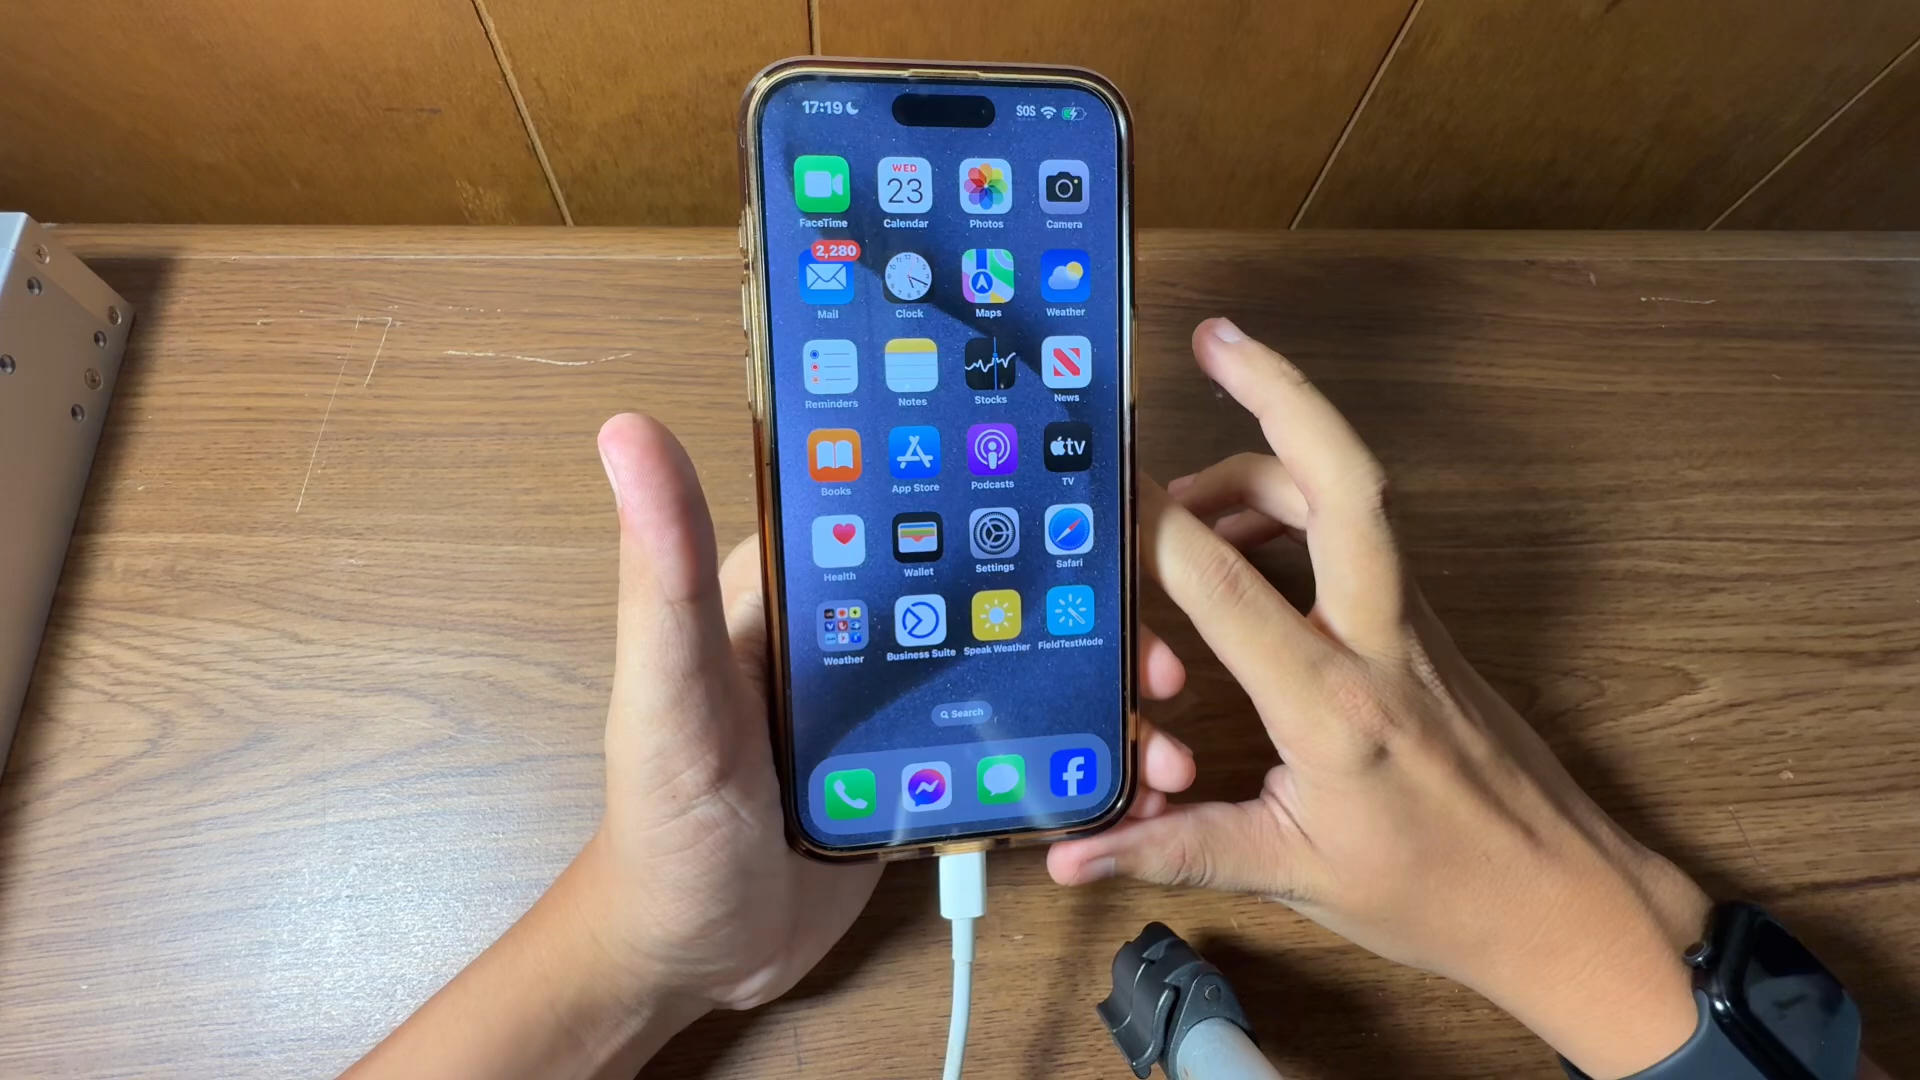 17:19 SOS
WED
23
FaceTime Calendar Photos Camera
2,280
Mail Clock Maps Weather
Reminders Notes Stocks News
tv
Books App Store Podcasts TV
Health Wallet Settings Safari
Weather Business Suite Speak Weather FieldTestMode
Search